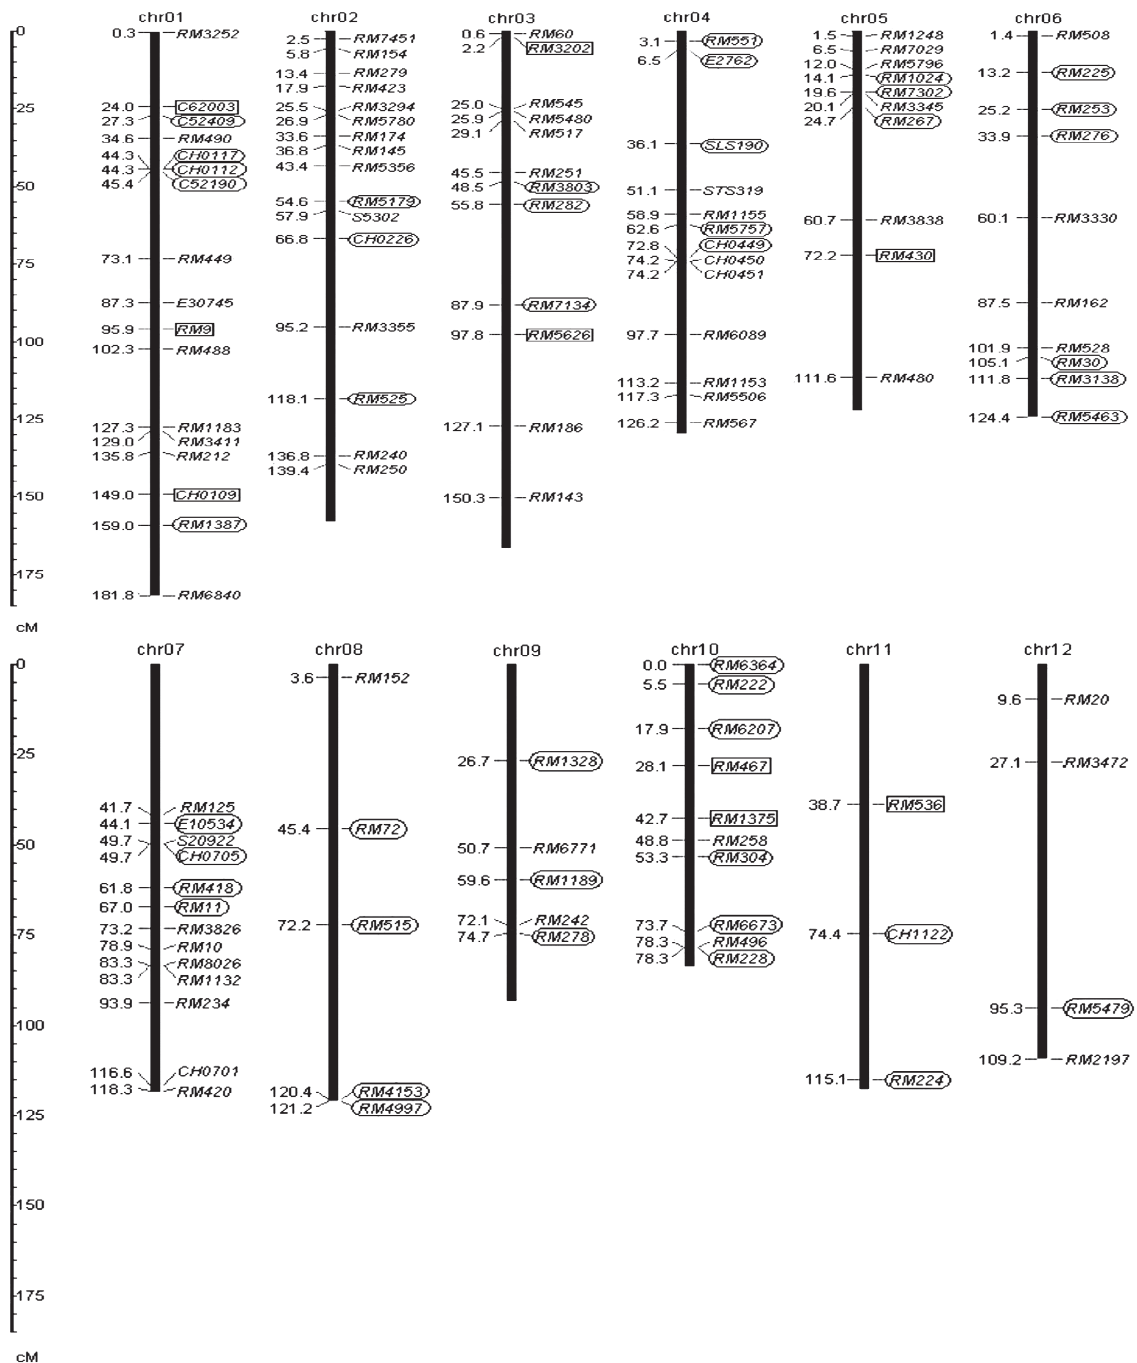 chr01 chr02 chr03 chr04 chr05 chr06
0
25
50
75
100
125
150
175
cM
0.3 RM3252
24.0 C62003
27.3 C52409
34.6 RM490
44.3 CH0117
44.3 CH0112
45.4 C52190
73.1 RM449
87.3 E30745
95.9 RM9
102.3 RM488
127.3 RM1183
129.0 RM3411
135.8 RM212
149.0 CH0109
159.0 RM1387
181.8 RM6840
2.5 RM7451
5.8 RM154
13.4 RM279
17.9 RM423
25.5 RM3294
26.9 RM5780
33.6 RM174
36.8 RM145
43.4 RM5356
54.6 RM5179
57.9 S5302
66.8 CH0226
95.2 RM3355
118.1 RM525
136.8 RM240
139.4 RM250
0.6 RM60
2.2 RM3202
25.0 RM545
25.9 RM5480
29.1 RM517
45.5 RM251
48.5 RM3803
55.8 RM282
87.9 RM7134
97.8 RM5626
127.1 RM186
150.3 RM143
3.1 RM551
6.5 E2762
36.1 SLS190
51.1 STS319
58.9 RM1155
62.6 RM5757
72.8 CH0449
74.2 CH0450
74.2 CH0451
97.7 RM6089
113.2 RM1153
117.3 RM5506
126.2 RM567
1.5 RM1248
6.5 RM7029
12.0 RM5796
14.1 RM1024
19.6 RM7302
20.1 RM3345
24.7 RM267
60.7 RM3838
72.2 RM430
111.6 RM480
1.4 RM508
13.2 RM225
25.2 RM253
33.9 RM276
60.1 RM3330
87.5 RM162
101.9 RM528
105.1 RM30
111.8 RM3138
124.4 RM5463
chr07 chr08 chr09 chr10 chr11 chr12
0
25
50
75
100
125
150
175
cM
41.7 RM125
44.1 E10534
49.7 S20922
49.7 CH0705
61.8 RM418
67.0 RM11
73.2 RM3826
78.9 RM10
83.3 RM8026
83.3 RM1132
93.9 RM234
116.6 CH0701
118.3 RM420
3.6 RM152
45.4 RM72
72.2 RM515
120.4 RM4153
121.2 RM4997
26.7 RM1328
50.7 RM6771
59.6 RM1189
72.1 RM242
74.7 RM278
0.0 RM6364
5.5 RM222
17.9 RM6207
28.1 RM467
42.7 RM1375
48.8 RM258
53.3 RM304
73.7 RM6673
78.3 RM496
78.3 RM228
38.7 RM536
74.4 CH1122
115.1 RM224
9.6 RM20
27.1 RM3472
95.3 RM5479
109.2 RM2197